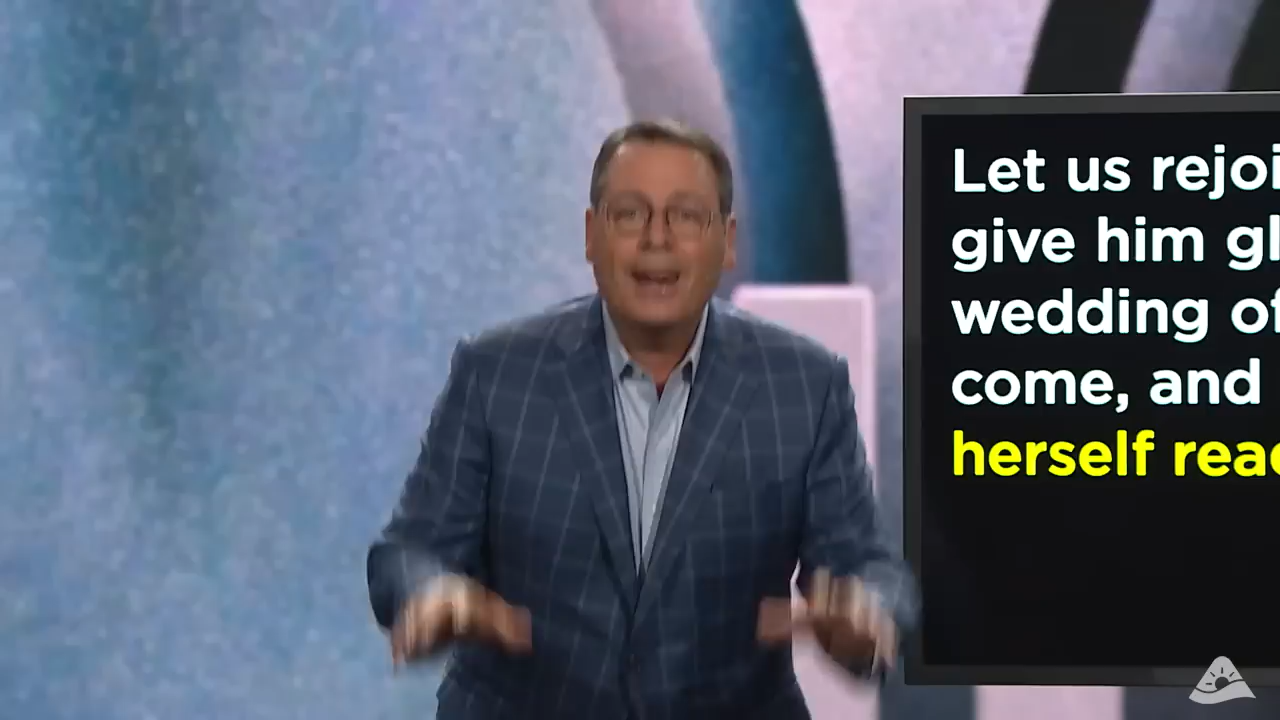 Let us rejoi
give him gl
wedding of
come, and
herself rea